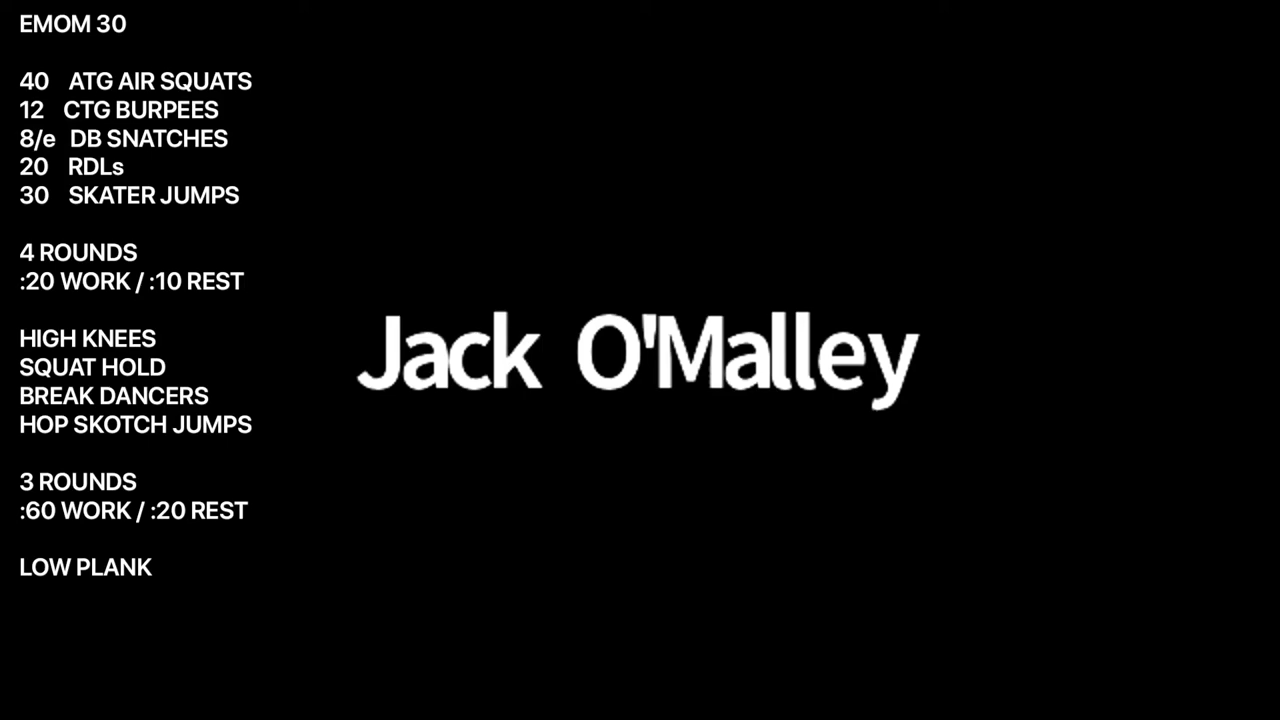 EMOM 30
40 ATG AIR SQUATS
12 CTG BURPEES
8/e DB SNATCHES
20 RDLs
30 SKATER JUMPS
4 ROUNDS
:20 WORK / :10 REST
HIGH KNEES
SQUAT HOLD
BREAK DANCERS
HOP SKOTCH JUMPS
3 ROUNDS
:60 WORK / :20 REST
LOW PLANK
Jack O'Malley